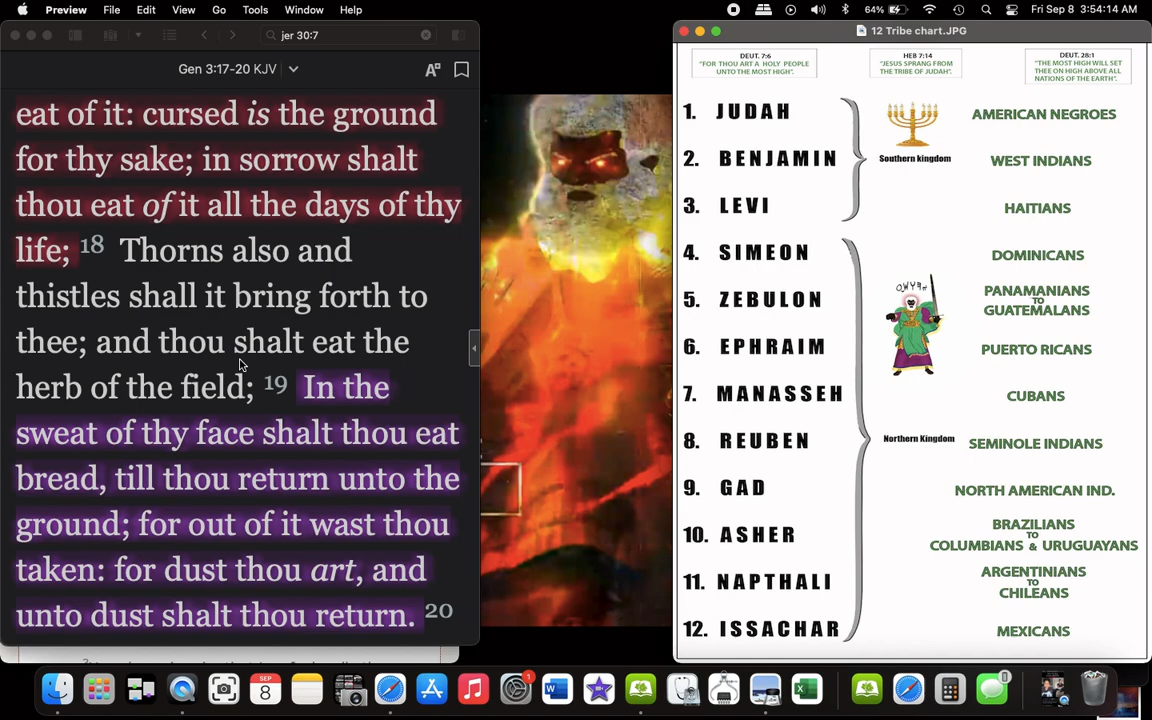 Preview File Edit View Go Tools Window Help
64% Fri Sep 8 3:54:14 AM
jer 30:7
Gen 3:17-20 KJV
eat of it: cursed is the ground
for thy sake; in sorrow shalt
thou eat of it all the days of thy
life; 18 Thorns also and
thistles shall it bring forth to
thee; and thou shalt eat the
herb of the field; 19 In the
sweat of thy face shalt thou eat
bread, till thou return unto the
ground; for out of it wast thou
taken: for dust thou art, and
unto dust shalt thou return. 20
12 Tribe chart.JPG
DEUT. 7:6
"FOR THOU ART A HOLY PEOPLE
UNTO THE MOST HIGH".
HEB 7:14
"JESUS SPRANG FROM
THE TRIBE OF JUDAH".
DEUT. 28:1
"THE MOST HIGH WILL SET
THEE ON HIGH ABOVE ALL
NATIONS OF THE EARTH".
1. JUDAH
2. BENJAMIN
3. LEVI
4. SIMEON
5. ZEBULON
6. EPHRAIM
7. MANASSEH
8. REUBEN
9. GAD
10. ASHER
11. NAPTHALI
12. ISSACHAR
Southern kingdom
Northern Kingdom
AMERICAN NEGROES
WEST INDIANS
HAITIANS
DOMINICANS
PANAMANIANS
TO
GUATEMALANS
PUERTO RICANS
CUBANS
SEMINOLE INDIANS
NORTH AMERICAN IND.
BRAZILIANS
TO
COLUMBIANS & URUGUAYANS
ARGENTINIANS
TO
CHILEANS
MEXICANS
SEP
8
1